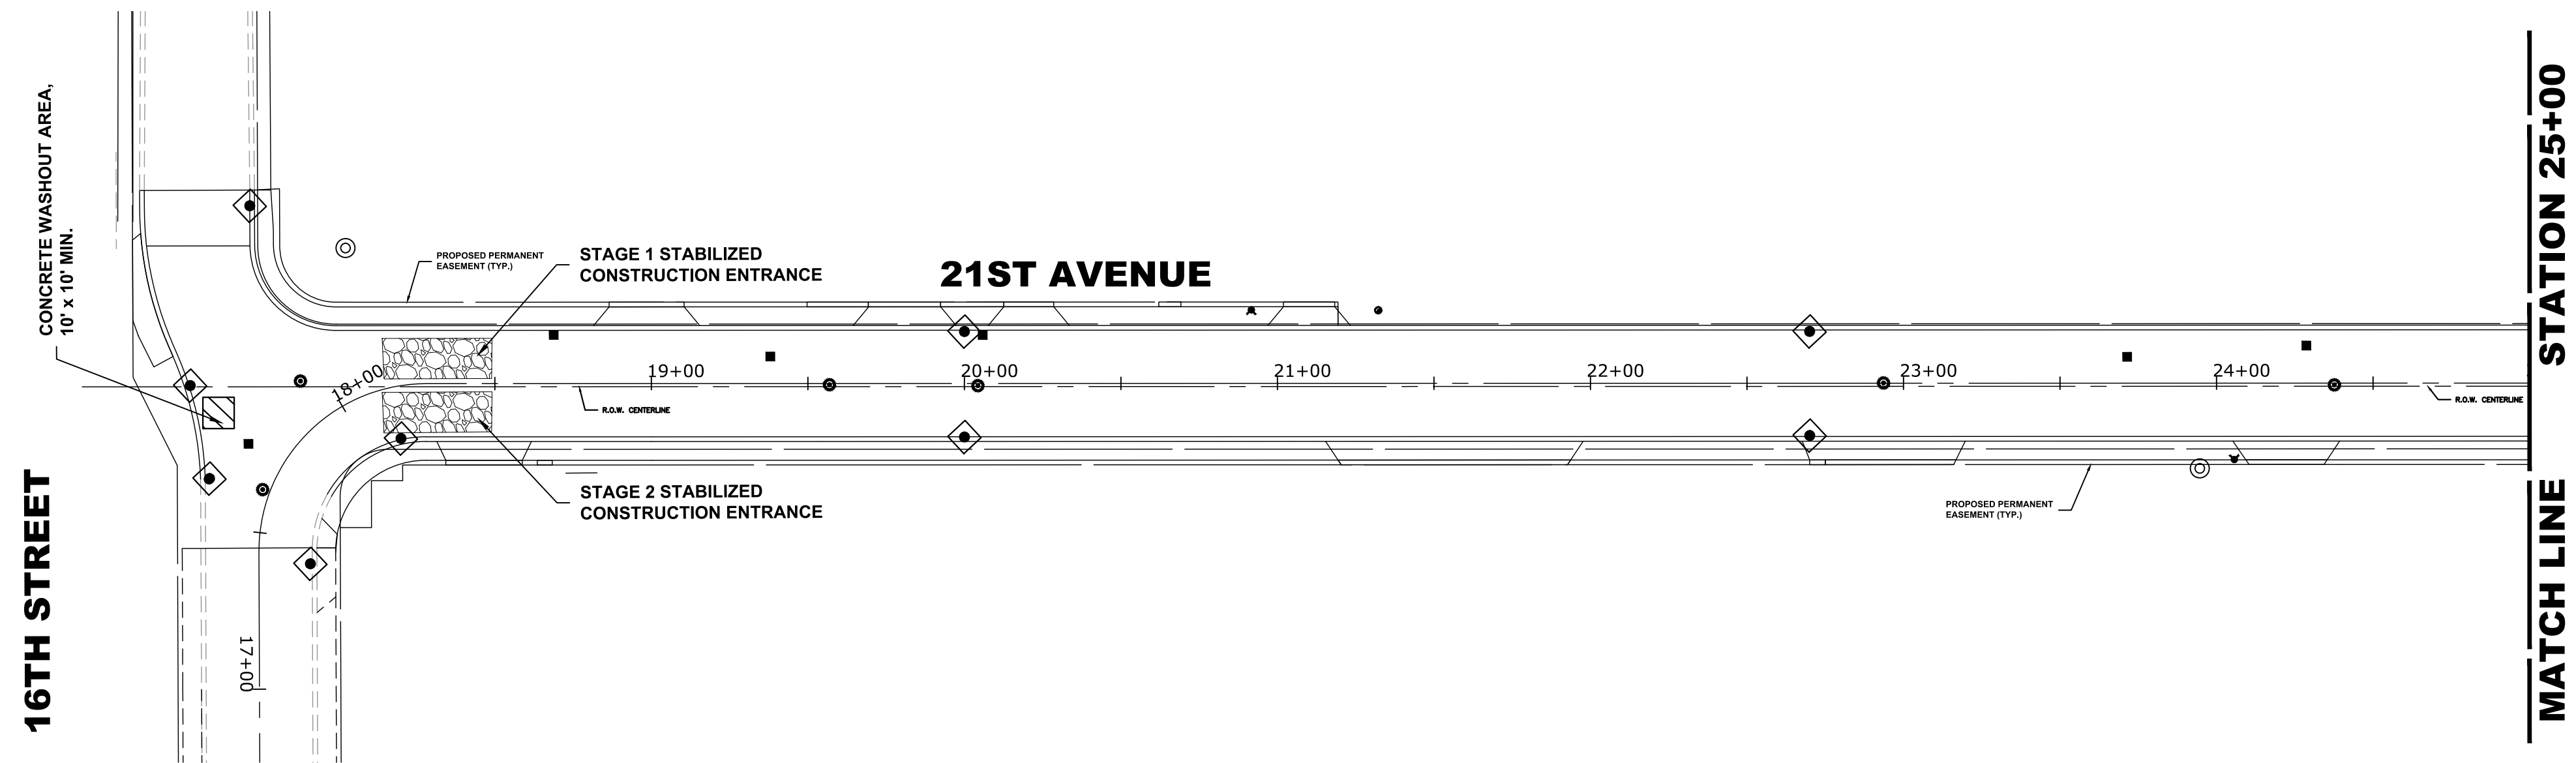 CONCRETE WASHOUT AREA,
10' x 10' MIN.
16TH STREET
PROPOSED PERMANENT
EASEMENT (TYP.)
STAGE 1 STABILIZED
CONSTRUCTION ENTRANCE
21ST AVENUE
17+00
18+00
19+00
20+00
21+00
22+00
23+00
24+00
R.O.W. CENTERLINE
R.O.W. CENTERLINE
STAGE 2 STABILIZED
CONSTRUCTION ENTRANCE
PROPOSED PERMANENT
EASEMENT (TYP.)
MATCH LINE STATION 25+00